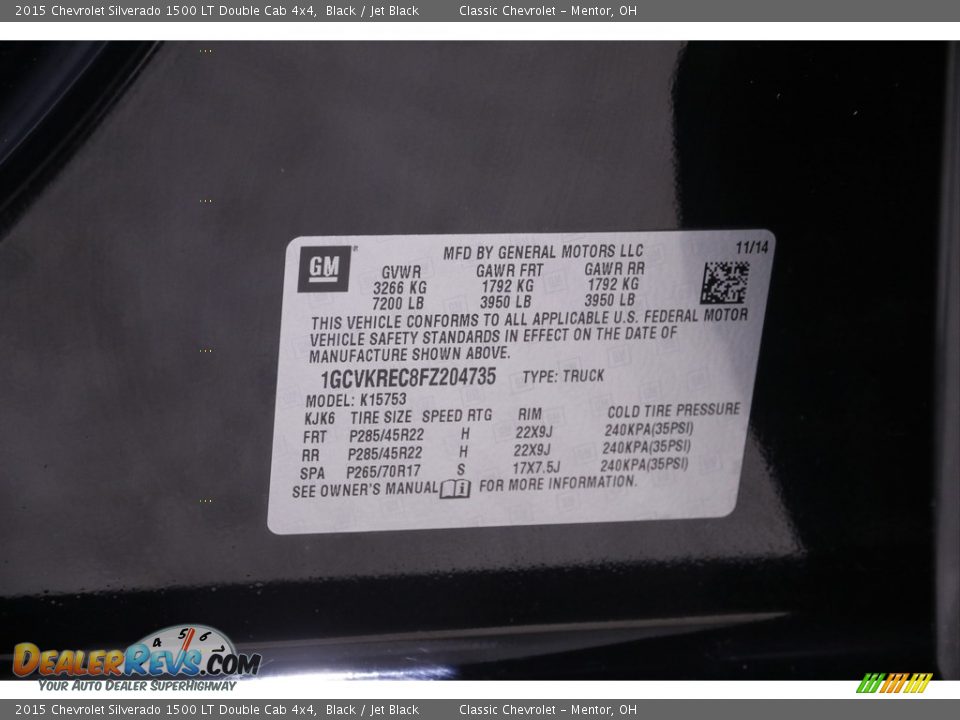 2015 Chevrolet Silverado 1500 LT Double Cab 4x4, Black / Jet Black Classic Chevrolet – Mentor, OH
GM
MFD BY GENERAL MOTORS LLC 11/14
GVWR GAWR FRT GAWR RR
3266 KG 1792 KG 1792 KG
7200 LB 3950 LB 3950 LB
THIS VEHICLE CONFORMS TO ALL APPLICABLE U.S. FEDERAL MOTOR
VEHICLE SAFETY STANDARDS IN EFFECT ON THE DATE OF
MANUFACTURE SHOWN ABOVE.
1GCVKREC8FZ204735 TYPE: TRUCK
MODEL: K15753
KJK6 TIRE SIZE SPEED RTG RIM COLD TIRE PRESSURE
FRT P285/45R22 H 22X9J 240KPA(35PSI)
RR P285/45R22 H 22X9J 240KPA(35PSI)
SPA P265/70R17 S 17X7.5J 240KPA(35PSI)
SEE OWNER'S MANUAL i FOR MORE INFORMATION.
4 5 6
DEALERREVS.COM
YOUR AUTO DEALER SUPERHIGHWAY
2015 Chevrolet Silverado 1500 LT Double Cab 4x4, Black / Jet Black Classic Chevrolet – Mentor, OH